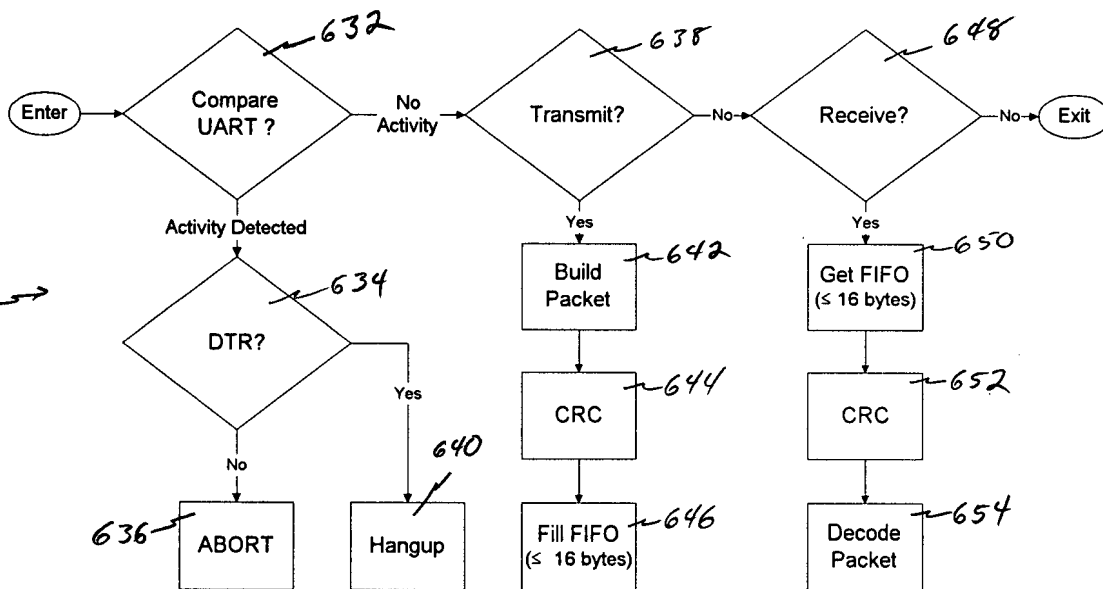 632
638
648
Enter
Compare
UART ?
No
Activity
Transmit?
No
Receive?
No
Exit
Activity Detected
Yes
Yes
634
DTR?
Build
Packet
642
Get FIFO
(≤ 16 bytes)
650
Yes
CRC
644
CRC
652
No
640
636
ABORT
Hangup
Fill FIFO
(≤ 16 bytes)
646
Decode
Packet
654